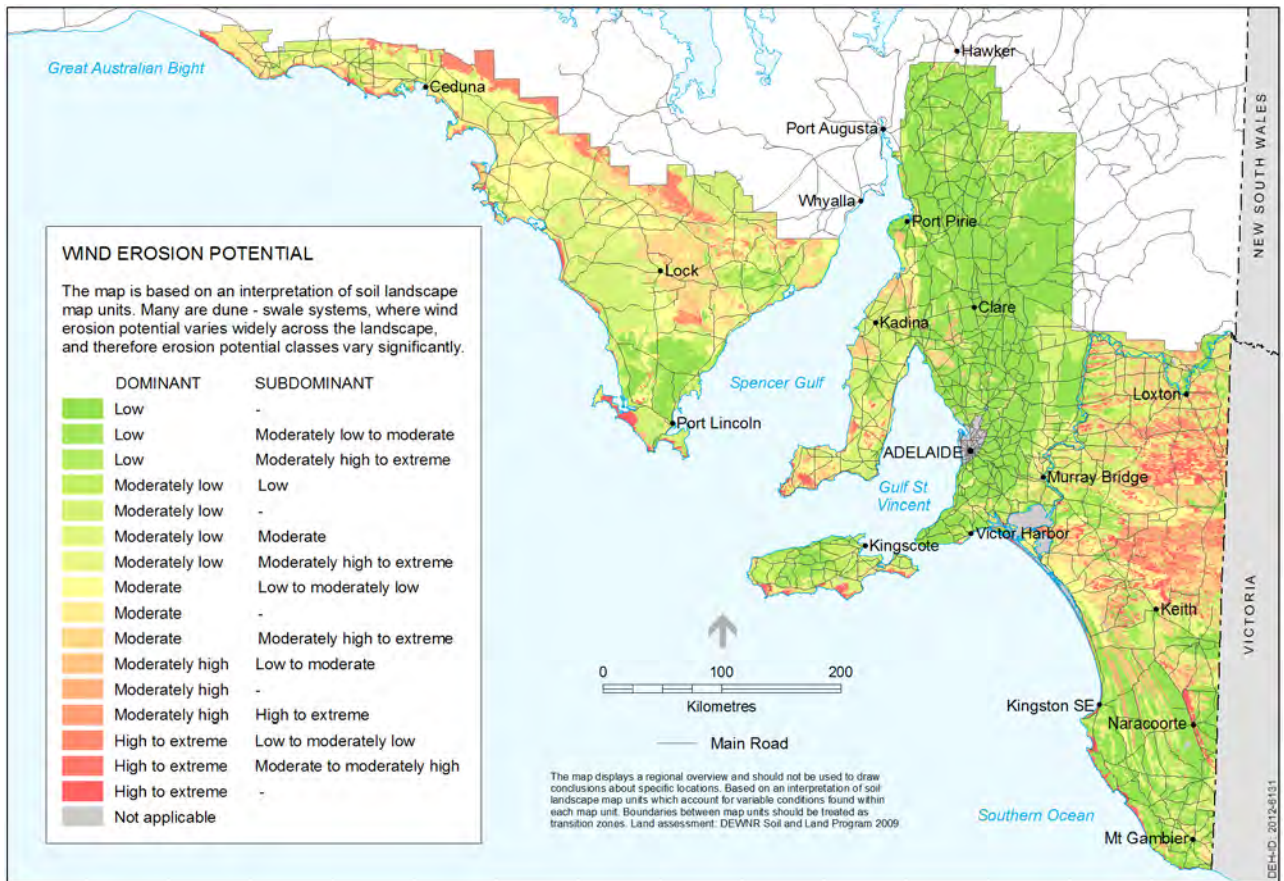 Great Australian Bight
Ceduna
Hawker
Port Augusta
Whyalla
Port Pirie
NEW SOUTH WALES
WIND EROSION POTENTIAL
The map is based on an interpretation of soil landscape
map units. Many are dune - swale systems, where wind
erosion potential varies widely across the landscape,
and therefore erosion potential classes vary significantly.
DOMINANT SUBDOMINANT
Low -
Low Moderately low to moderate
Low Moderately high to extreme
Moderately low Low
Moderately low -
Moderately low Moderate
Moderately low Moderately high to extreme
Moderate Low to moderately low
Moderate -
Moderate Moderately high to extreme
Moderately high Low to moderate
Moderately high -
Moderately high High to extreme
High to extreme Low to moderately low
High to extreme Moderate to moderately high
High to extreme -
Not applicable
Lock
Clare
Kadina
Spencer Gulf
Loxton
Port Lincoln
ADELAIDE
Murray Bridge
Gulf St
Vincent
Victor Harbor
Kingscote
Keith
VICTORIA
0 100 200
Kilometres
Main Road
Kingston SE
Naracoorte
The map displays a regional overview and should not be used to draw
conclusions about specific locations. Based on an interpretation of soil
landscape map units which account for variable conditions found within
each map unit. Boundaries between map units should be treated as
transition zones. Land assessment: DEWNR Soil and Land Program 2009
Southern Ocean
Mt Gambier
DEH-ID: 2012-6131